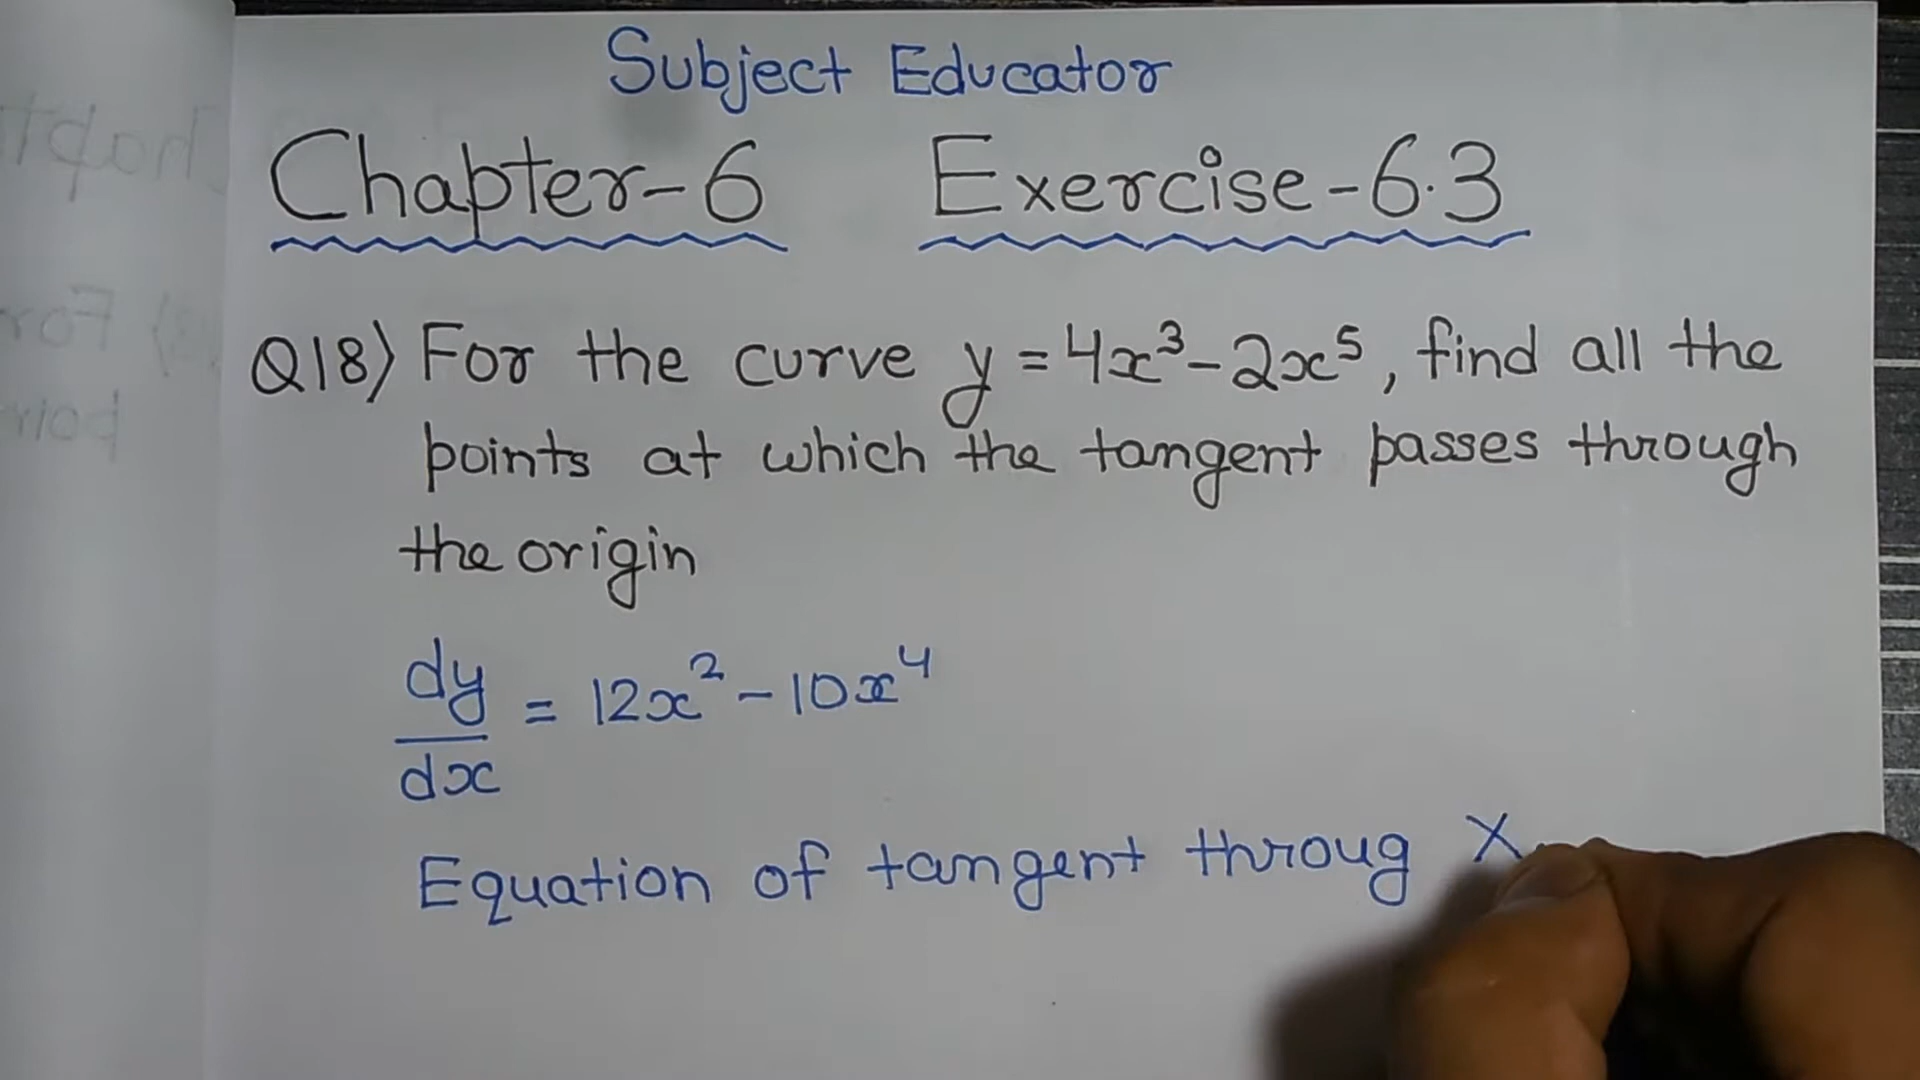 Subject Educator
Chapter-6 Exercise-6.3
Q18) For the curve y = 4x³ - 2x⁵, find all the
points at which the tangent passes through
the origin
dy/dx = 12x² - 10x⁴
Equation of tangent throug X